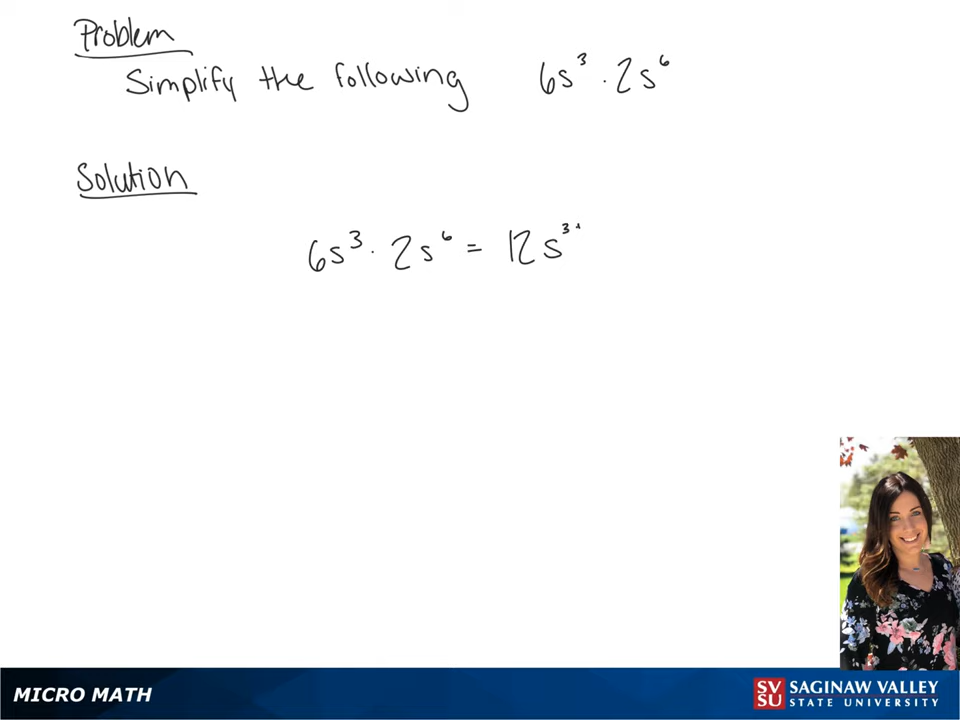 Problem
Simplify the following 6s³ · 2s⁶
Solution
6s³ · 2s⁶ = 12s³⁺
MICRO MATH
SVSU SAGINAW VALLEY
STATE UNIVERSITY